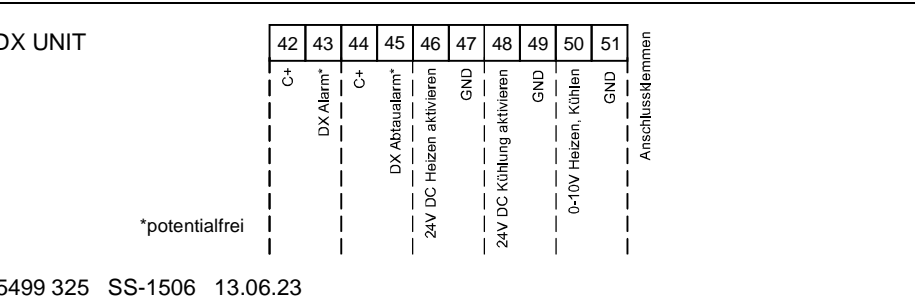 DX UNIT
42 43 44 45 46 47 48 49 50 51
C+
DX Alarm*
C+
DX Abtaualarm*
24V DC Heizen aktivieren
GND
24V DC Kühlung aktivieren
GND
0-10V Heizen, Kühlen
GND
Anschlussklemmen
*potentialfrei
5499 325 SS-1506 13.06.23